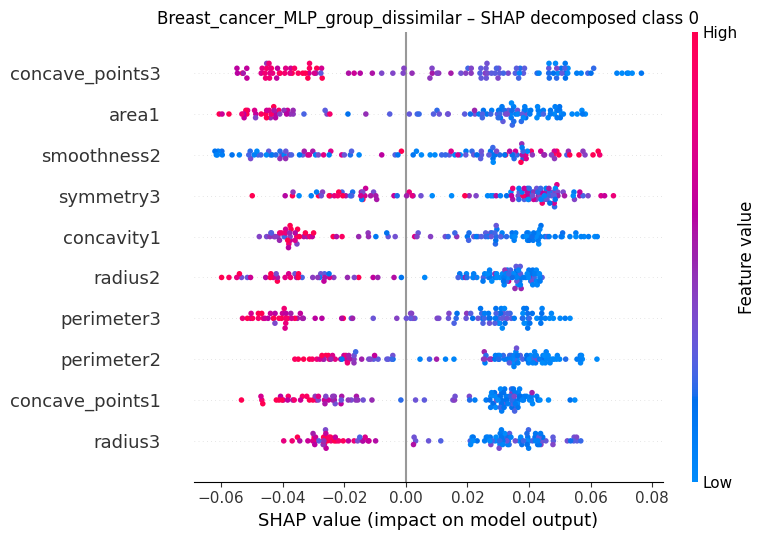 Breast_cancer_MLP_group_dissimilar – SHAP decomposed class 0
High
concave_points3
area1
smoothness2
symmetry3
concavity1
radius2
perimeter3
perimeter2
concave_points1
radius3
Feature value
Low
−0.06 −0.04 −0.02 0.00 0.02 0.04 0.06 0.08
SHAP value (impact on model output)